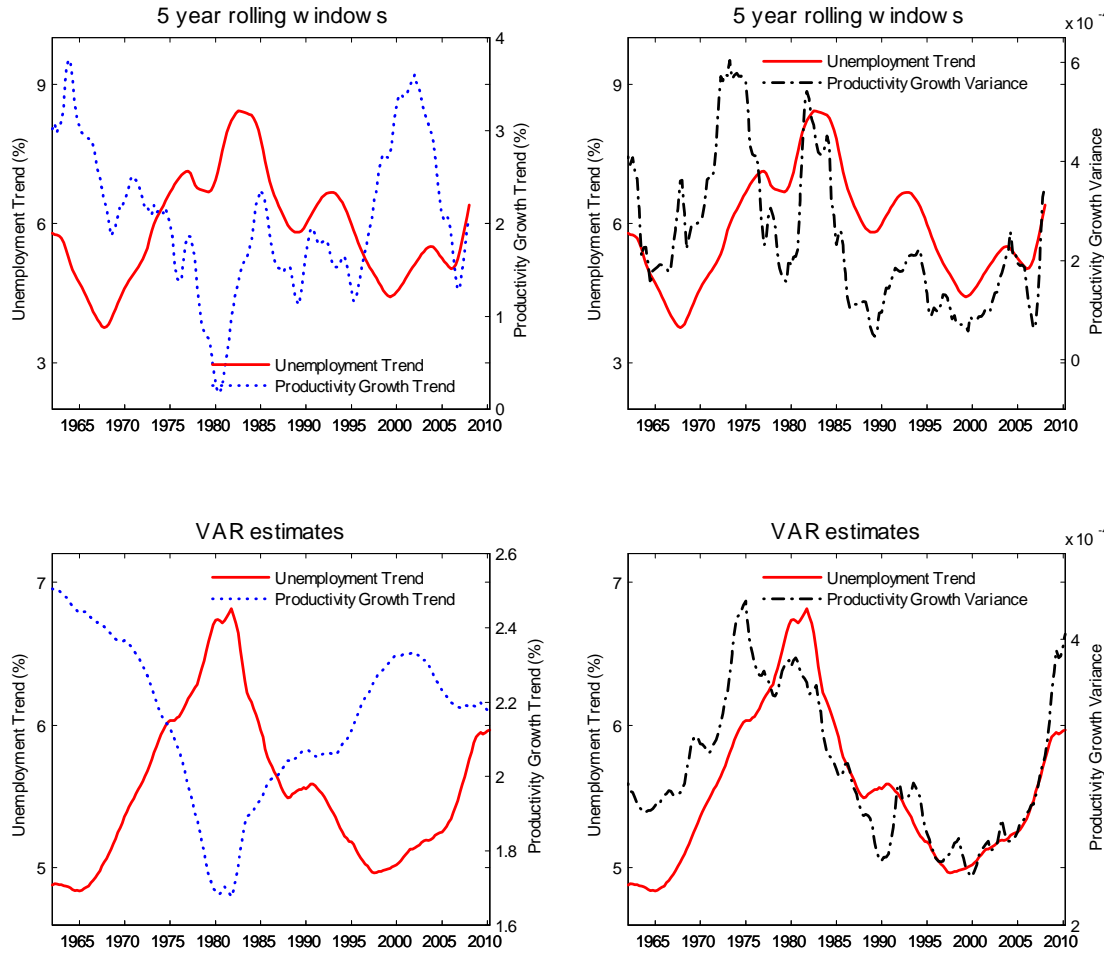 5 year rolling windows
Unemployment Trend (%)
9
6
3
4
3
2
1
0
Productivity Growth Trend (%)
Unemployment Trend
Productivity Growth Trend
1965 1970 1975 1980 1985 1990 1995 2000 2005 2010
5 year rolling windows
x 10
Unemployment Trend (%)
9
6
3
6
4
2
0
Productivity Growth Variance
Unemployment Trend
Productivity Growth Variance
1965 1970 1975 1980 1985 1990 1995 2000 2005 2010
VAR estimates
Unemployment Trend (%)
7
6
5
2.6
2.4
2.2
2
1.8
1.6
Productivity Growth Trend (%)
Unemployment Trend
Productivity Growth Trend
1965 1970 1975 1980 1985 1990 1995 2000 2005 2010
VAR estimates
x 10
Unemployment Trend (%)
7
6
5
4
2
Productivity Growth Variance
Unemployment Trend
Productivity Growth Variance
1965 1970 1975 1980 1985 1990 1995 2000 2005 2010